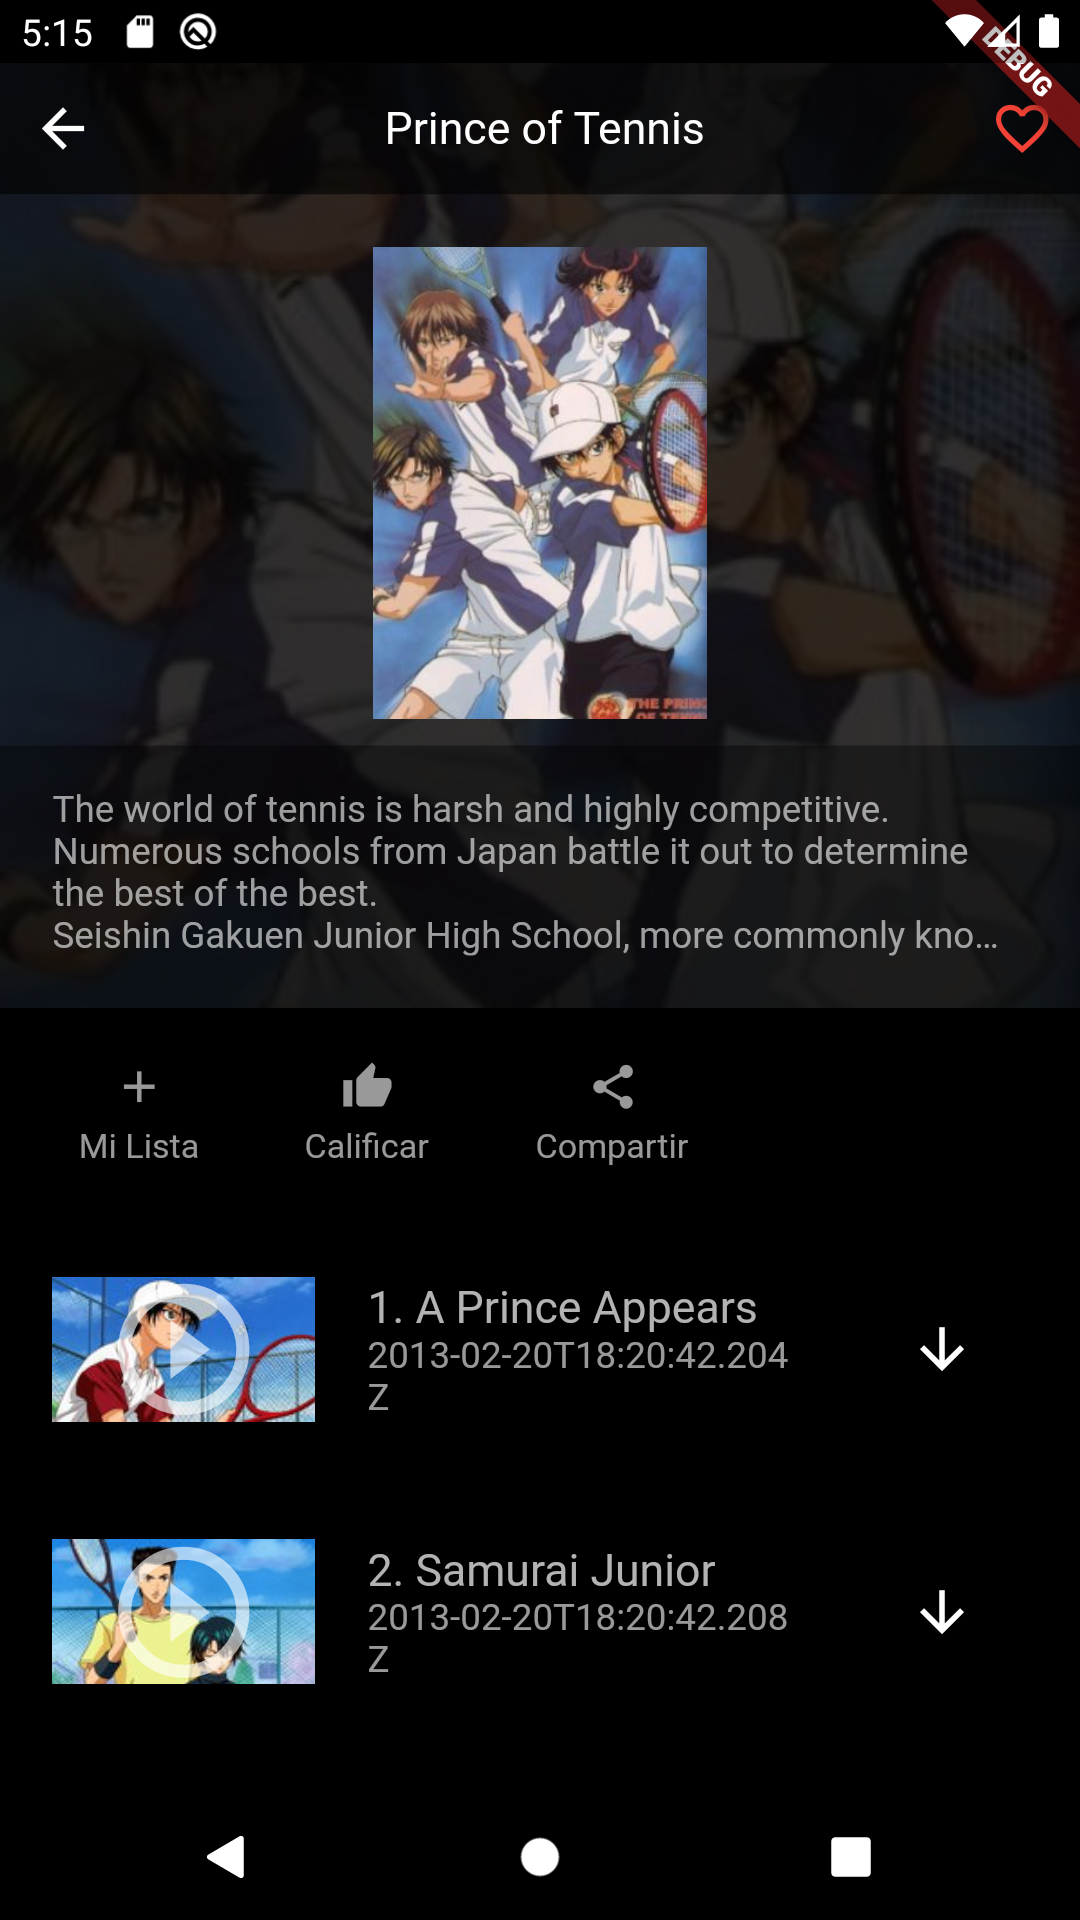 5:15
DEBUG
Prince of Tennis
THE PRINC
OF TENN
The world of tennis is harsh and highly competitive.
Numerous schools from Japan battle it out to determine
the best of the best.
Seishin Gakuen Junior High School, more commonly kno…
Mi Lista
Calificar
Compartir
1. A Prince Appears
2013-02-20T18:20:42.204
Z
2. Samurai Junior
2013-02-20T18:20:42.208
Z